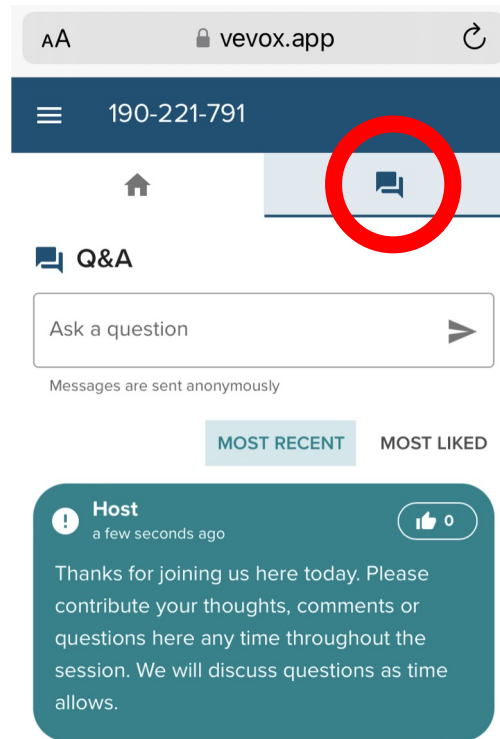 AA vevox.app
190-221-791
Q&A
Ask a question
Messages are sent anonymously
MOST RECENT MOST LIKED
Host
a few seconds ago
0
Thanks for joining us here today. Please
contribute your thoughts, comments or
questions here any time throughout the
session. We will discuss questions as time
allows.